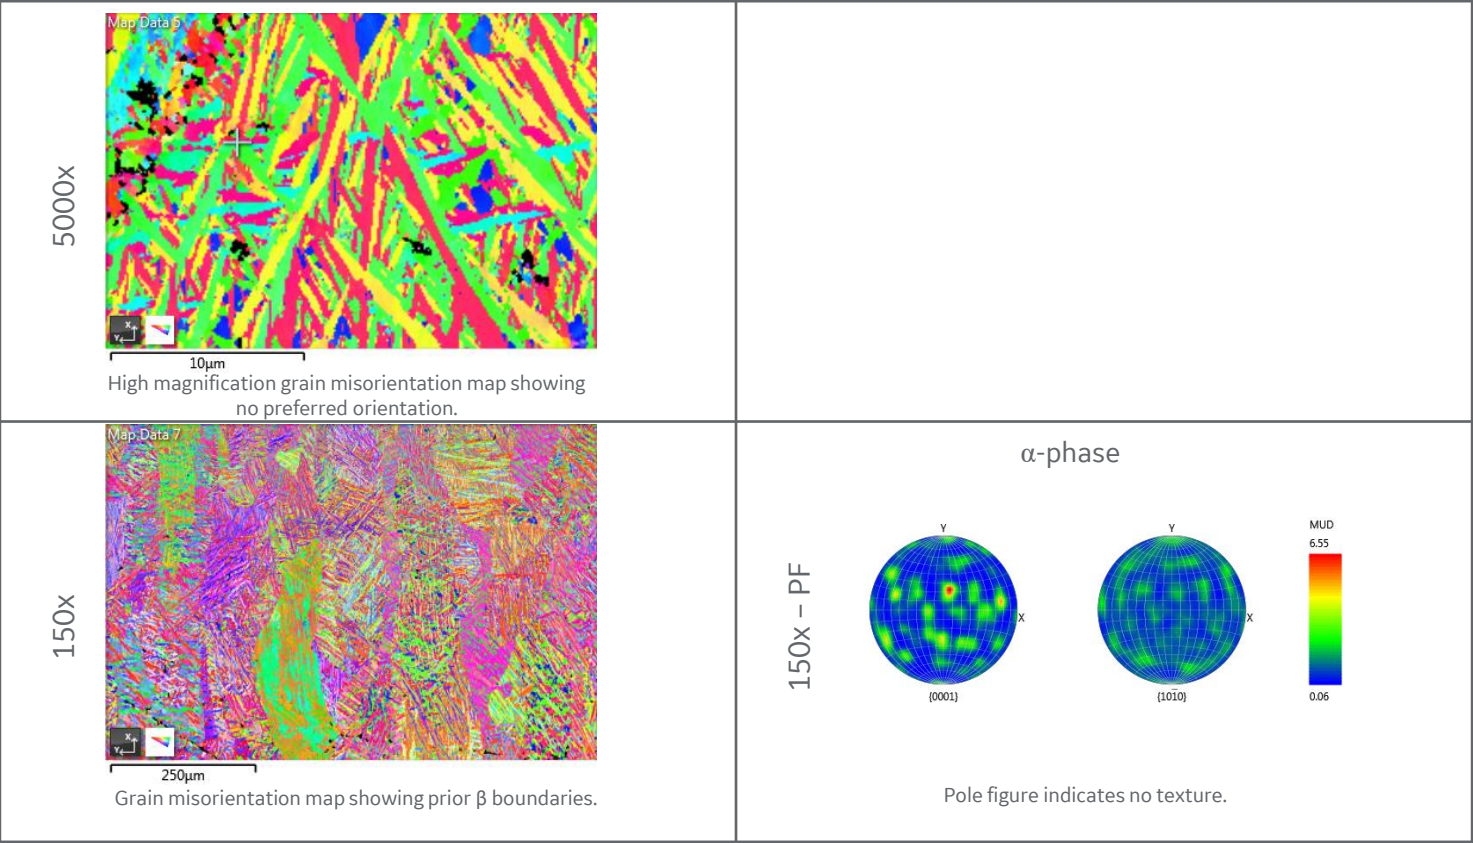 Map Data 5
5000x
X
Y
10μm
High magnification grain misorientation map showing
no preferred orientation.
Map Data 7
150x
X
Y
250μm
Grain misorientation map showing prior β boundaries.
α-phase
150x – PF
Y
X
{0001}
Y
X
{101̄0}
MUD
6.55
0.06
Pole figure indicates no texture.